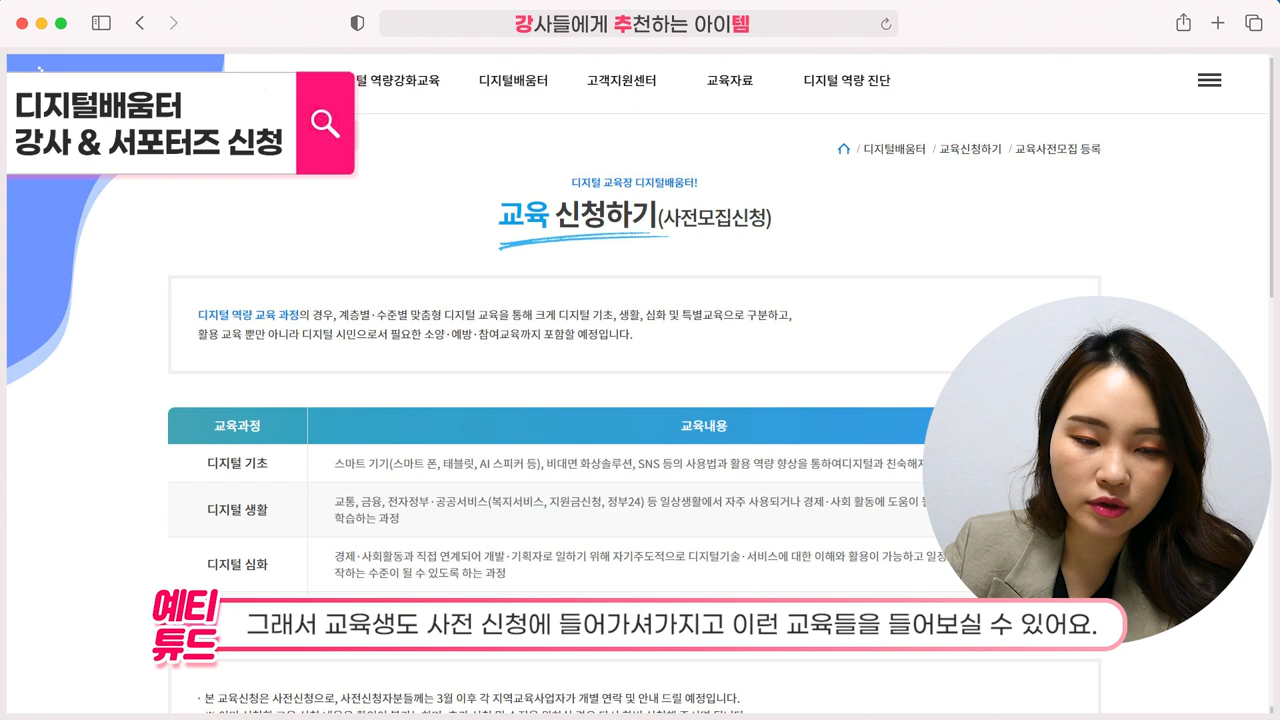 강사들에게 추천하는 아이템
디지털배움터
강사 & 서포터즈 신청
털 역량강화교육 디지털배움터 고객지원센터 교육자료 디지털 역량 진단
/ 디지털배움터 / 교육신청하기 / 교육사전모집 등록
디지털 교육장 디지털배움터!
교육 신청하기(사전모집신청)
디지털 역량 교육 과정의 경우, 계층별·수준별 맞춤형 디지털 교육을 통해 크게 디지털 기초, 생활, 심화 및 특별교육으로 구분하고,
활용 교육 뿐만 아니라 디지털 시민으로서 필요한 소양·예방·참여교육까지 포함할 예정입니다.
교육과정 교육내용
디지털 기초 스마트 기기(스마트 폰, 태블릿, AI 스피커 등), 비대면 화상솔루션, SNS 등의 사용법과 활용 역량 향상을 통하여디지털과 친숙해지
디지털 생활 교통, 금융, 전자정부·공공서비스(복지서비스, 지원금신청, 정부24) 등 일상생활에서 자주 사용되거나 경제·사회 활동에 도움이
학습하는 과정
디지털 심화 경제·사회활동과 직접 연계되어 개발·기획자로 일하기 위해 자기주도적으로 디지털기술·서비스에 대한 이해와 활용이 가능하고 일정
작하는 수준이 될 수 있도록 하는 과정
예티
튜드
그래서 교육생도 사전 신청에 들어가셔가지고 이런 교육들을 들어보실 수 있어요.
· 본 교육신청은 사전신청으로, 사전신청자분들께는 3월 이후 각 지역교육사업자가 개별 연락 및 안내 드릴 예정입니다.